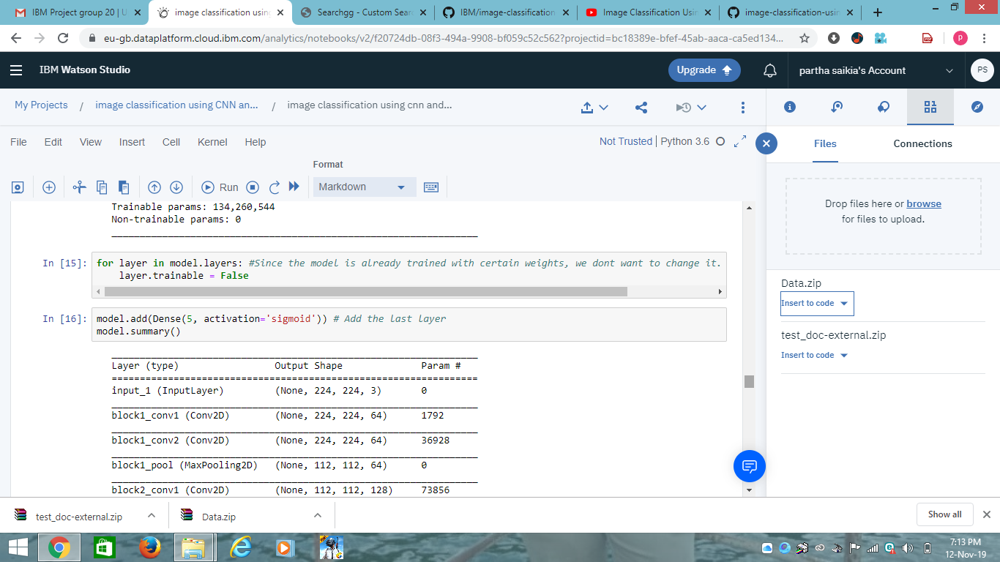 IBM Project group 20 | U
image classification usin
Searchgg - Custom Sear
IBM/image-classification
Image Classification Usin
image-classification-usin
eu-gb.dataplatform.cloud.ibm.com/analytics/notebooks/v2/f20724db-08f3-494a-9908-bf059c52c562?projectid=bc18389e-bfef-45ab-aaca-ca5ed134...
P
IBM Watson Studio
Upgrade
partha saikia's Account
PS
My Projects / image classification using CNN an... / image classification using cnn and...
File Edit View Insert Cell Kernel Help
Not Trusted | Python 3.6
Files
Connections
Format
Run
Markdown
Drop files here or browse
for files to upload.
Trainable params: 134,260,544
Non-trainable params: 0
In [15]: for layer in model.layers: #Since the model is already trained with certain weights, we dont want to change it.
layer.trainable = False
In [16]: model.add(Dense(5, activation='sigmoid')) # Add the last layer
model.summary()
Layer (type) Output Shape Param #
=================================================================
input_1 (InputLayer) (None, 224, 224, 3) 0
block1_conv1 (Conv2D) (None, 224, 224, 64) 1792
block1_conv2 (Conv2D) (None, 224, 224, 64) 36928
block1_pool (MaxPooling2D) (None, 112, 112, 64) 0
block2_conv1 (Conv2D) (None, 112, 112, 128) 73856
Data.zip
Insert to code
test_doc-external.zip
Insert to code
test_doc-external.zip
Data.zip
Show all
7:13 PM
12-Nov-19